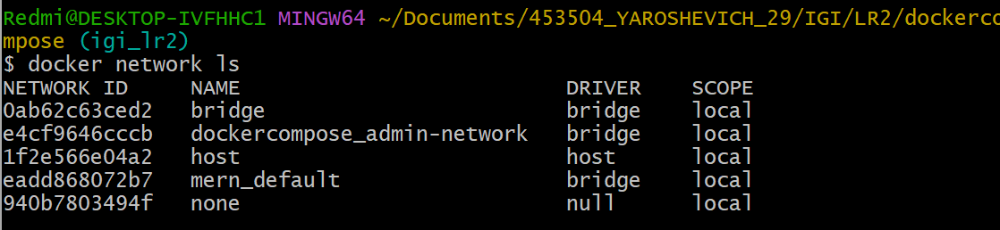 Redmi@DESKTOP-IVFHHC1 MINGW64 ~/Documents/453504_YAROSHEVICH_29/IGI/LR2/dockerco
mpose (igi_lr2)
$ docker network ls
NETWORK ID     NAME                          DRIVER    SCOPE
0ab62c63ced2   bridge                        bridge    local
e4cf9646cccb   dockercompose_admin-network   bridge    local
1f2e566e04a2   host                          host      local
eadd868072b7   mern_default                  bridge    local
940b7803494f   none                          null      local